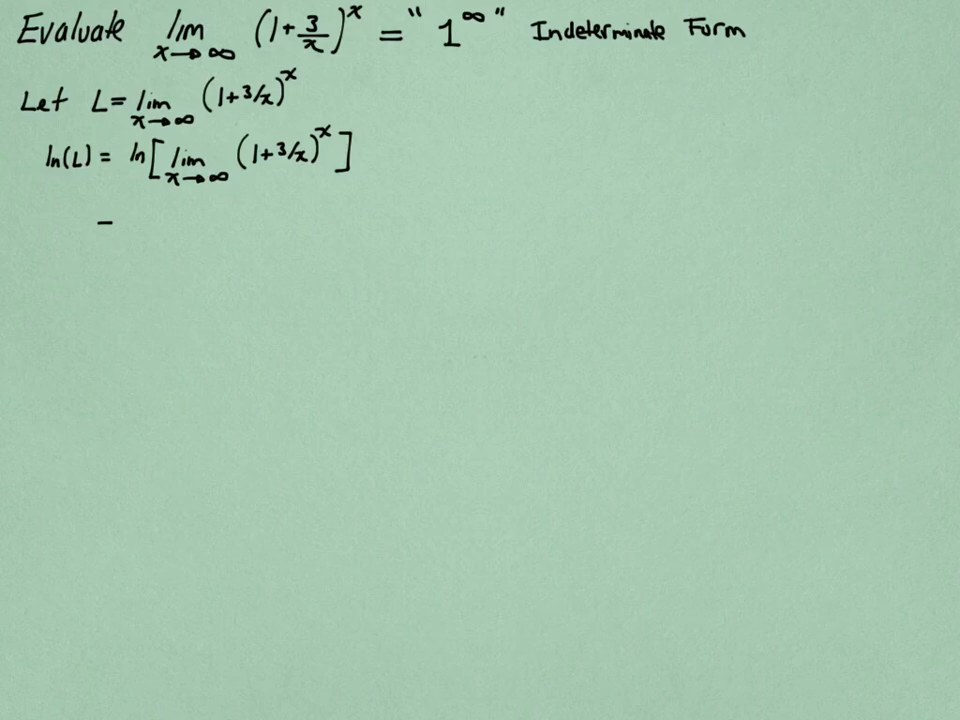 Evaluate lim x→∞ (1+3/x)^x = "1^∞" Indeterminate Form
Let L= lim x→∞ (1+3/x)^x
ln(L) = ln[lim x→∞ (1+3/x)^x]
=